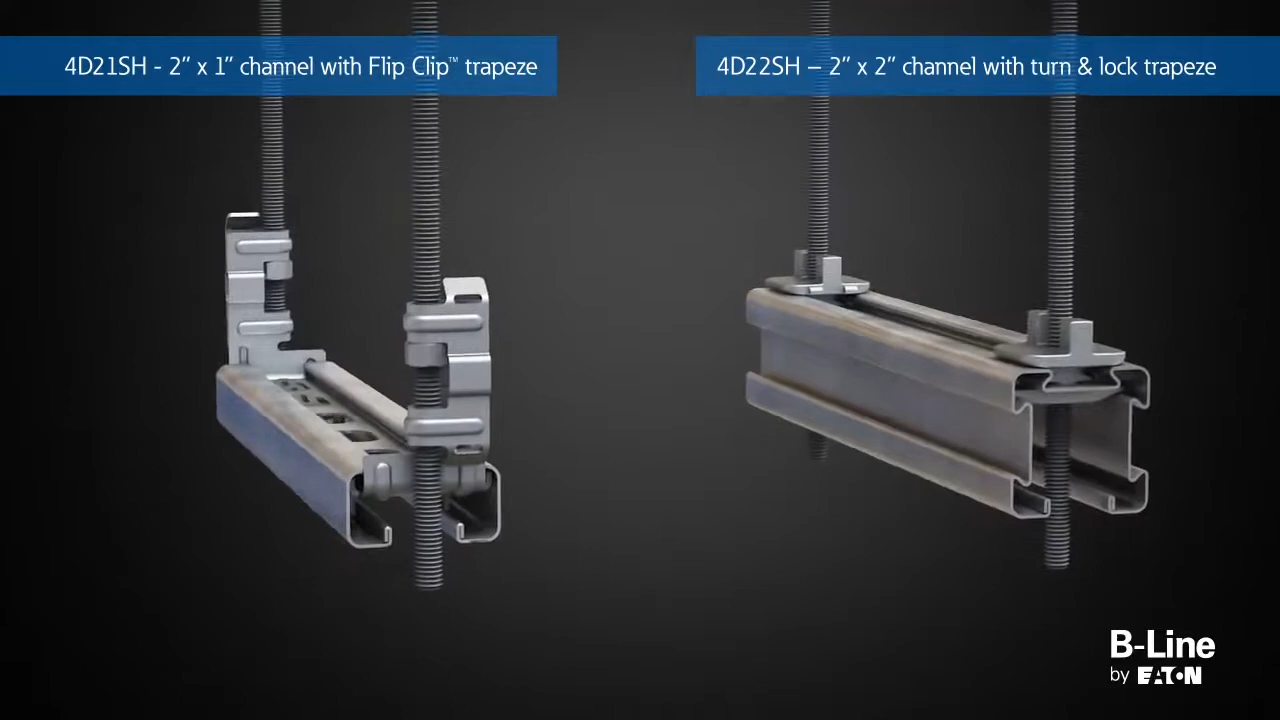 4D21SH - 2” x 1” channel with Flip Clip™ trapeze
4D22SH – 2” x 2” channel with turn & lock trapeze
B-Line
by EATON